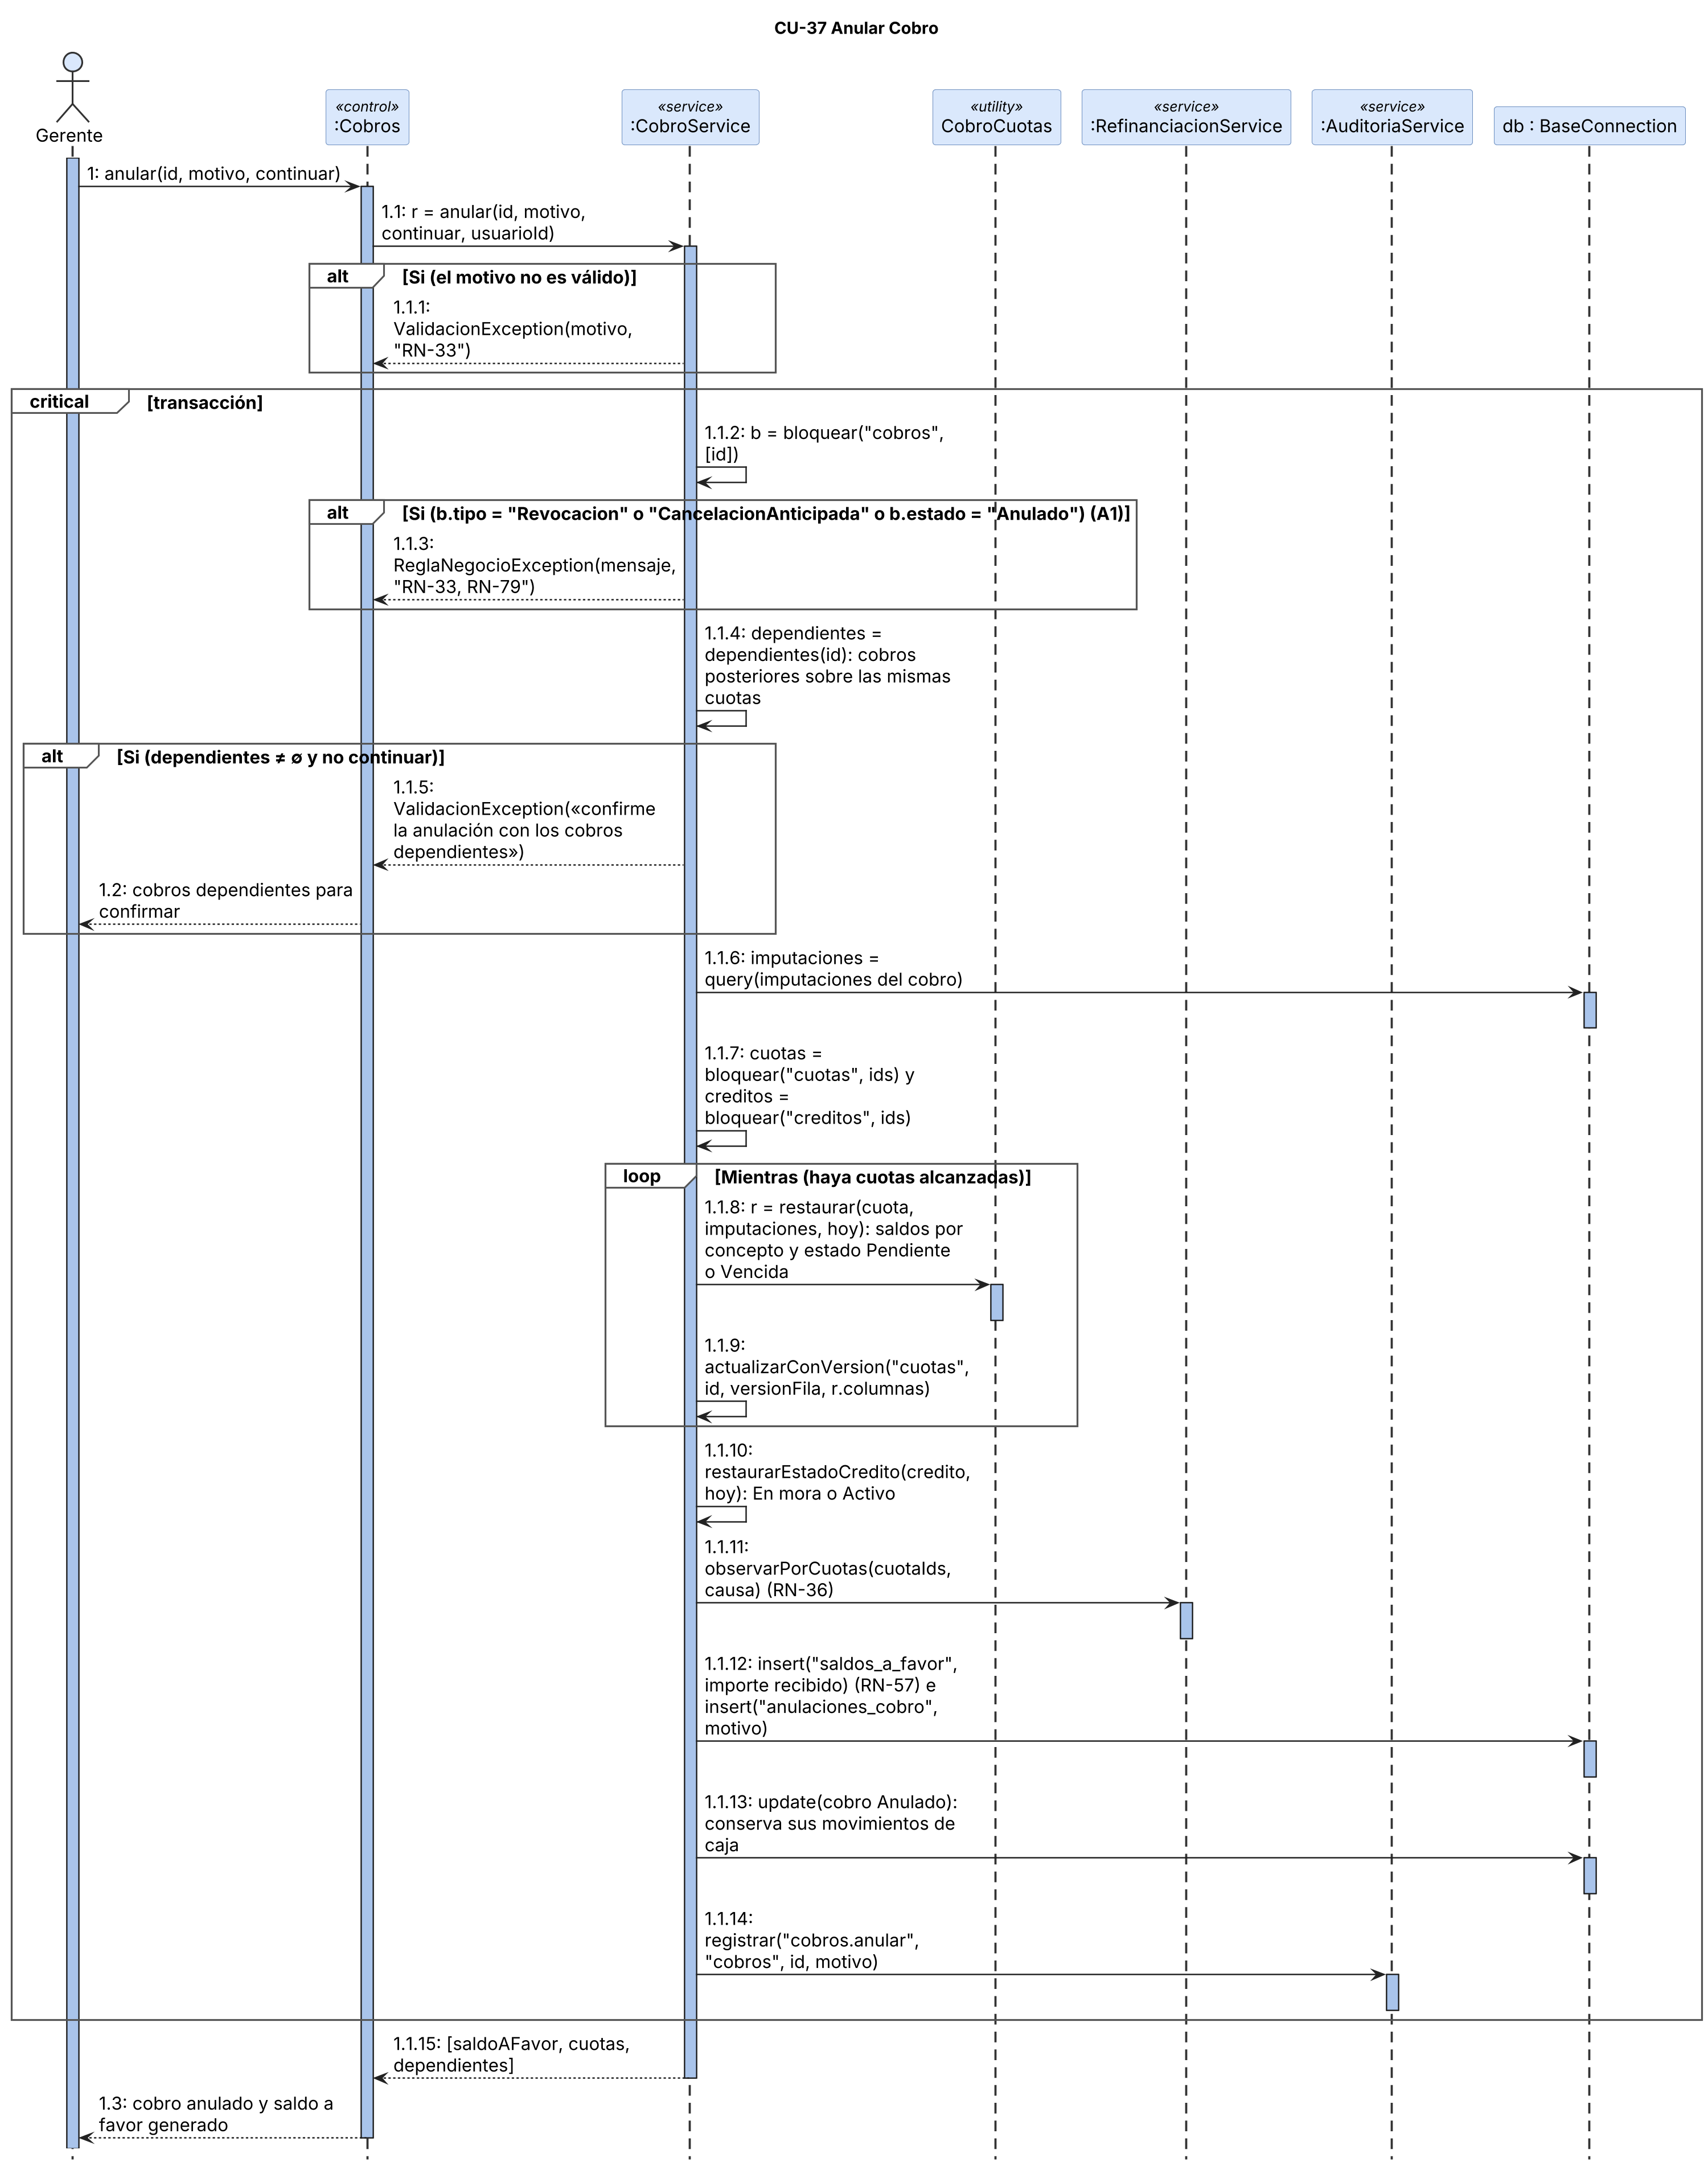 CU-37 Anular Cobro
Gerente
«control»
:Cobros
«service»
:CobroService
«utility»
CobroCuotas
«service»
:RefinanciacionService
«service»
:AuditoriaService
db : BaseConnection
1: anular(id, motivo, continuar)
1.1: r = anular(id, motivo,
continuar, usuarioId)
alt
[Si (el motivo no es válido)]
1.1.1:
ValidacionException(motivo,
"RN-33")
critical
[transacción]
1.1.2: b = bloquear("cobros",
[id])
alt
[Si (b.tipo = "Revocacion" o "CancelacionAnticipada" o b.estado = "Anulado") (A1)]
1.1.3:
ReglaNegocioException(mensaje,
"RN-33, RN-79")
1.1.4: dependientes =
dependientes(id): cobros
posteriores sobre las mismas
cuotas
alt
[Si (dependientes ≠ ø y no continuar)]
1.1.5:
ValidacionException(«confirme
la anulación con los cobros
dependientes»)
1.2: cobros dependientes para
confirmar
1.1.6: imputaciones =
query(imputaciones del cobro)
1.1.7: cuotas =
bloquear("cuotas", ids) y
creditos =
bloquear("creditos", ids)
loop
[Mientras (haya cuotas alcanzadas)]
1.1.8: r = restaurar(cuota,
imputaciones, hoy): saldos por
concepto y estado Pendiente
o Vencida
1.1.9:
actualizarConVersion("cuotas",
id, versionFila, r.columnas)
1.1.10:
restaurarEstadoCredito(credito,
hoy): En mora o Activo
1.1.11:
observarPorCuotas(cuotaIds,
causa) (RN-36)
1.1.12: insert("saldos_a_favor",
importe recibido) (RN-57) e
insert("anulaciones_cobro",
motivo)
1.1.13: update(cobro Anulado):
conserva sus movimientos de
caja
1.1.14:
registrar("cobros.anular",
"cobros", id, motivo)
1.1.15: [saldoAFavor, cuotas,
dependientes]
1.3: cobro anulado y saldo a
favor generado